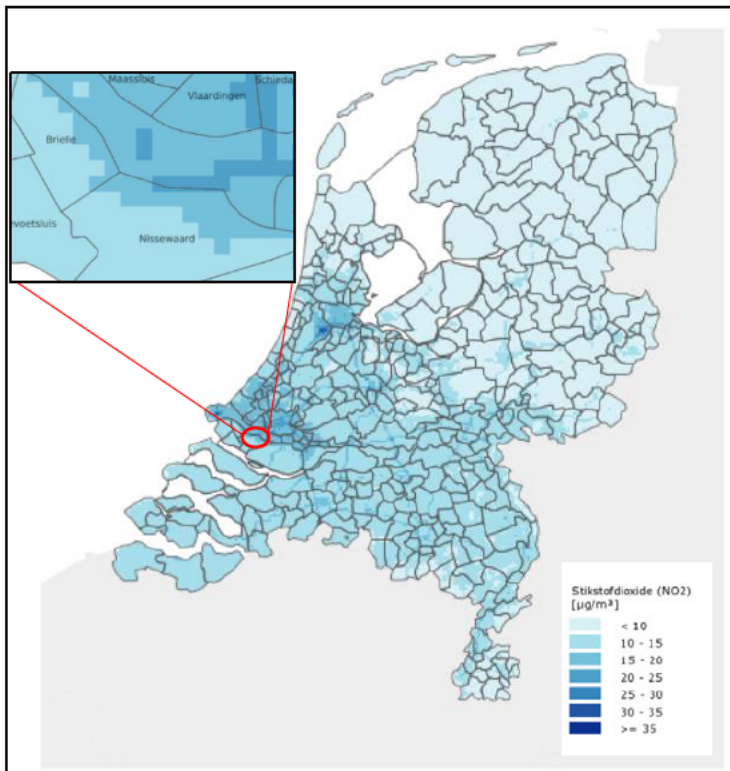 Maassluis
Schieda
Vlaardingen
Brielle
voetsluis
Nissewaard
Stikstofdioxide (NO2)
[µg/m³]
< 10
10 - 15
15 - 20
20 - 25
25 - 30
30 - 35
>= 35